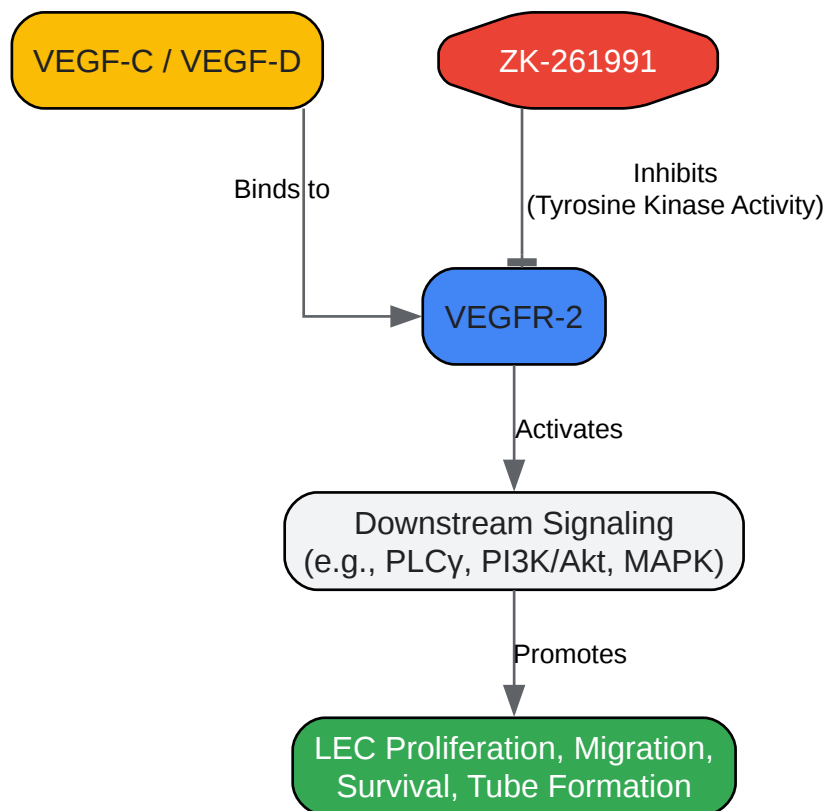 VEGF-C / VEGF-D
ZK-261991
Binds to
Inhibits
(Tyrosine Kinase Activity)
VEGFR-2
Activates
Downstream Signaling
(e.g., PLCγ, PI3K/Akt, MAPK)
Promotes
LEC Proliferation, Migration,
Survival, Tube Formation